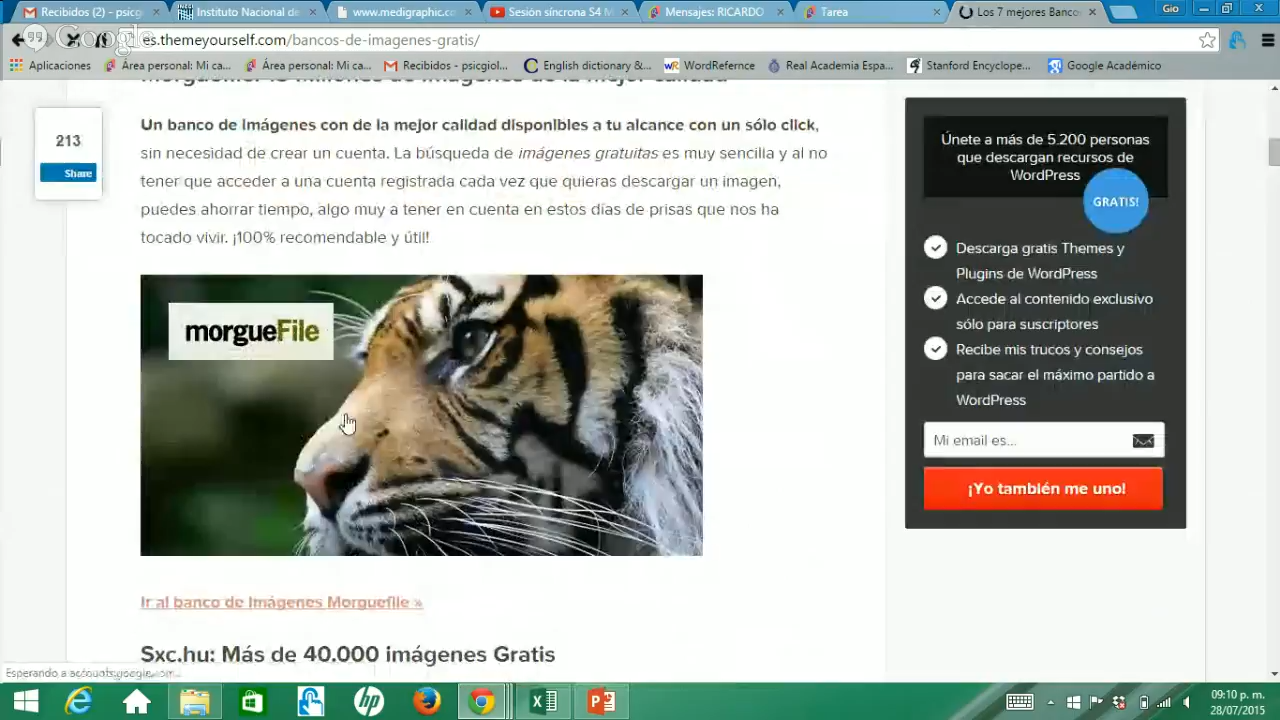 Recibidos (2) - psicgi
Instituto Nacional de
www.medigraphic.c
Sesión síncrona S4 M
Mensajes: RICARDO
Tarea
Los 7 mejores Banco
Gio
Google
es.themeyourself.com/bancos-de-imagenes-gratis/
Aplicaciones
Área personal: Mi ca...
Área personal: Mi ca...
Recibidos - psicgiol...
English dictionary &...
WordRefernce
Real Academia Espa...
Stanford Encyclope...
Google Académico
213
Share
Un banco de imágenes con de la mejor calidad disponibles a tu alcance con un sólo click,
sin necesidad de crear un cuenta. La búsqueda de imágenes gratuitas es muy sencilla y al no
tener que acceder a una cuenta registrada cada vez que quieras descargar un imagen,
puedes ahorrar tiempo, algo muy a tener en cuenta en estos días de prisas que nos ha
tocado vivir. ¡100% recomendable y útil!
morgueFile
Ir al banco de Imágenes Morguefile »
Sxc.hu: Más de 40.000 imágenes Gratis
Únete a más de 5.200 personas
que descargan recursos de
WordPress
GRATIS!
Descarga gratis Themes y
Plugins de WordPress
Accede al contenido exclusivo
sólo para suscriptores
Recibe mis trucos y consejos
para sacar el máximo partido a
WordPress
Mi email es...
¡Yo también me uno!
Esperando a accounts.google.com...
09:10 p. m.
28/07/2015